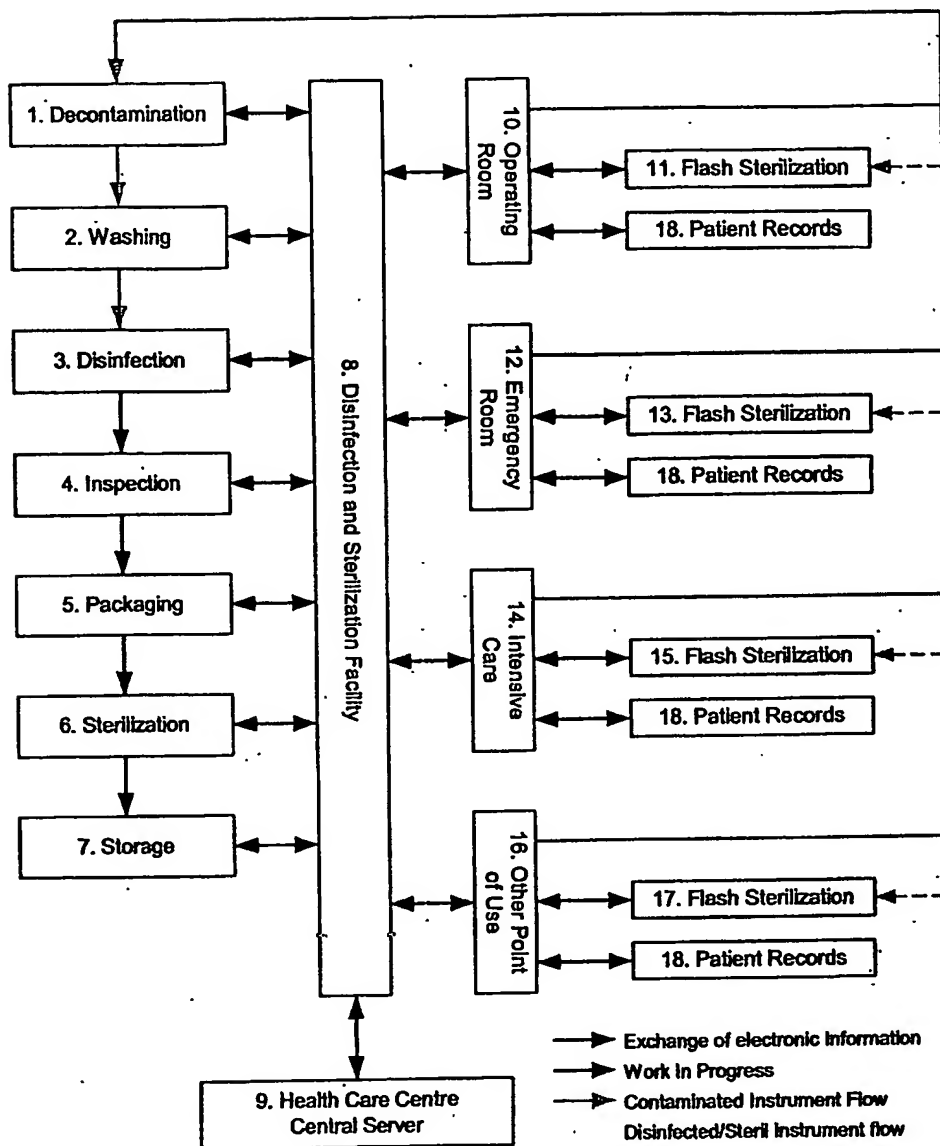 1. Decontamination
2. Washing
3. Disinfection
4. Inspection
5. Packaging
6. Sterilization
7. Storage
8. Disinfection and Sterilization Facility
9. Health Care Centre
Central Server
10. Operating
Room
11. Flash Sterilization
18. Patient Records
12. Emergency
Room
13. Flash Sterilization
18. Patient Records
14. Intensive
Care
15. Flash Sterilization
18. Patient Records
16. Other Point
of Use
17. Flash Sterilization
18. Patient Records
Exchange of electronic Information
Work In Progress
Contaminated Instrument Flow
Disinfected/Steril Instrument flow